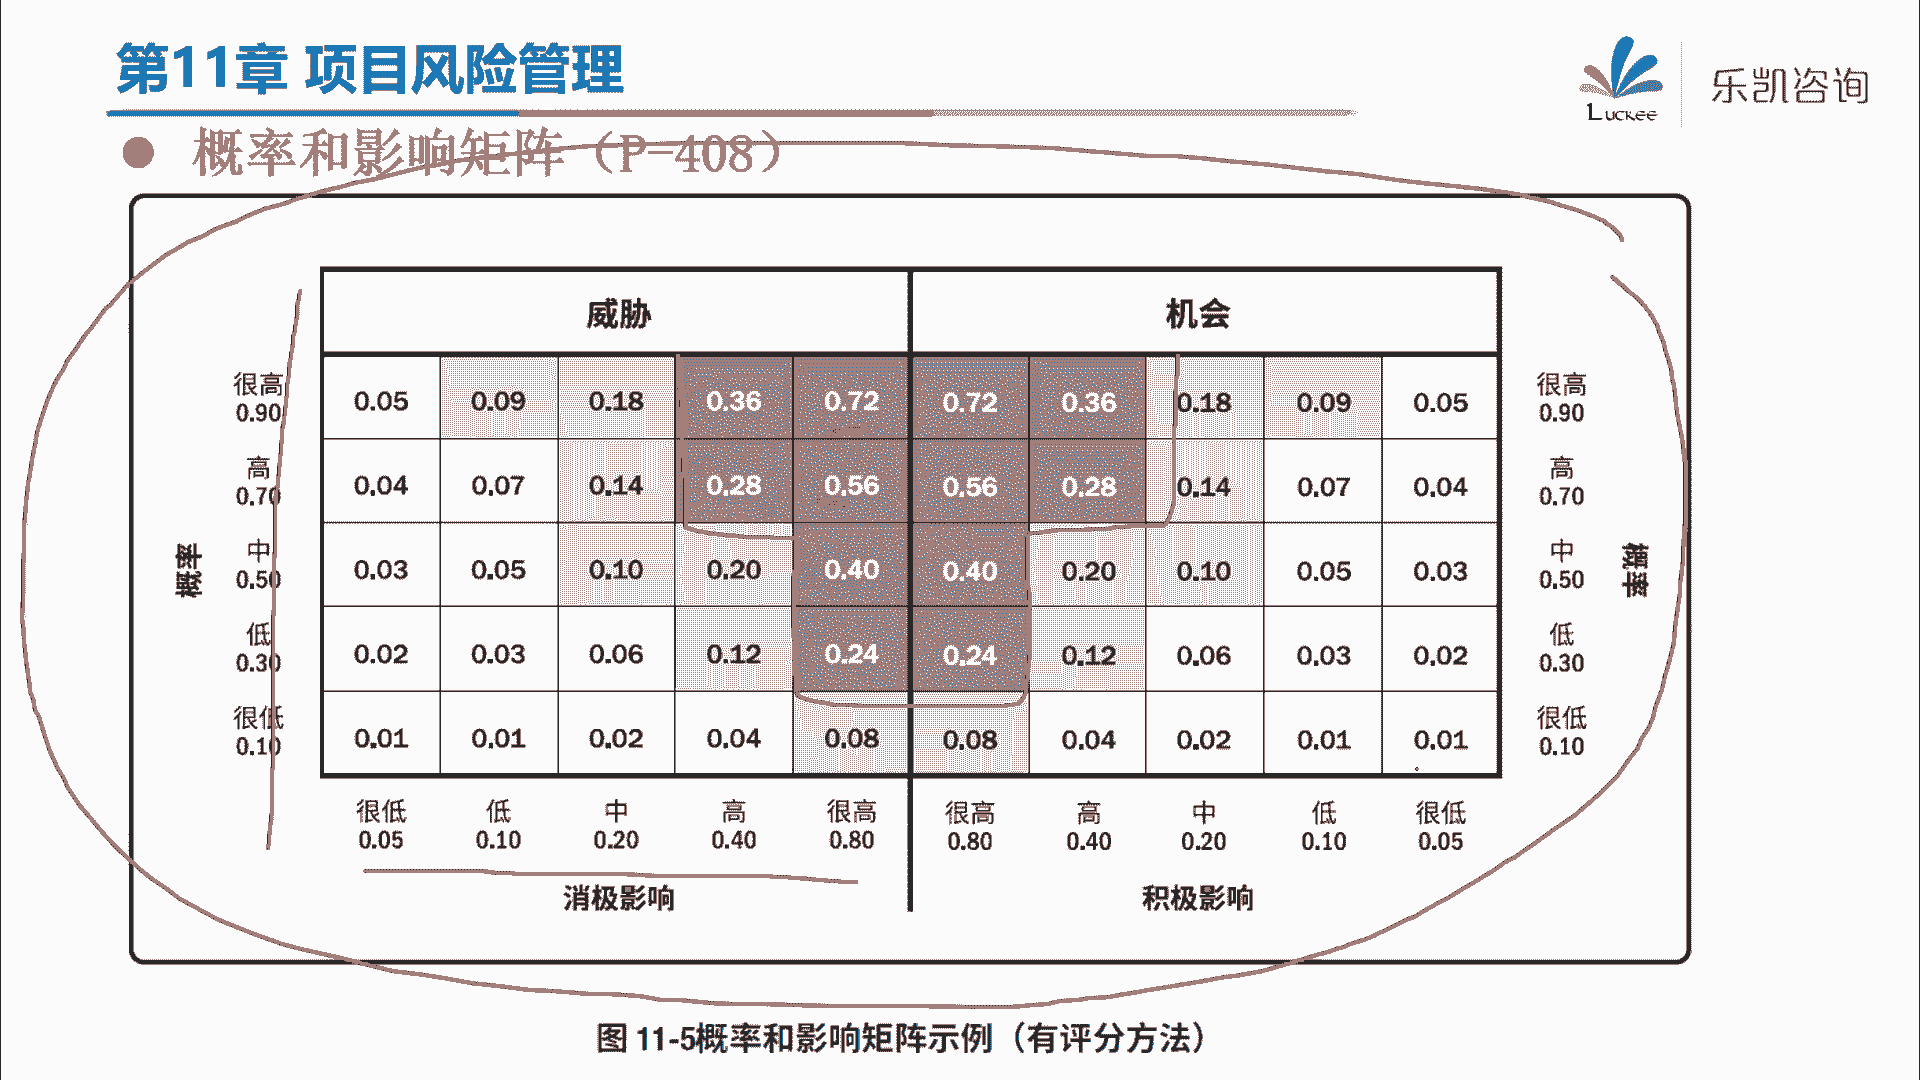 第11章 项目风险管理
Luckee 乐凯咨询
● 概率和影响矩阵（P-408）
威胁 机会
很高 0.90 0.05 0.09 0.18 0.36 0.72 0.72 0.36 0.18 0.09 0.05 很高 0.90
高 0.70 0.04 0.07 0.14 0.28 0.56 0.56 0.28 0.14 0.07 0.04 高 0.70
概率 中 0.50 0.03 0.05 0.10 0.20 0.40 0.40 0.20 0.10 0.05 0.03 中 0.50 概率
低 0.30 0.02 0.03 0.06 0.12 0.24 0.24 0.12 0.06 0.03 0.02 低 0.30
很低 0.10 0.01 0.01 0.02 0.04 0.08 0.08 0.04 0.02 0.01 0.01 很低 0.10
很低 低 中 高 很高 很高 高 中 低 很低
0.05 0.10 0.20 0.40 0.80 0.80 0.40 0.20 0.10 0.05
消极影响 积极影响
图 11-5概率和影响矩阵示例（有评分方法）